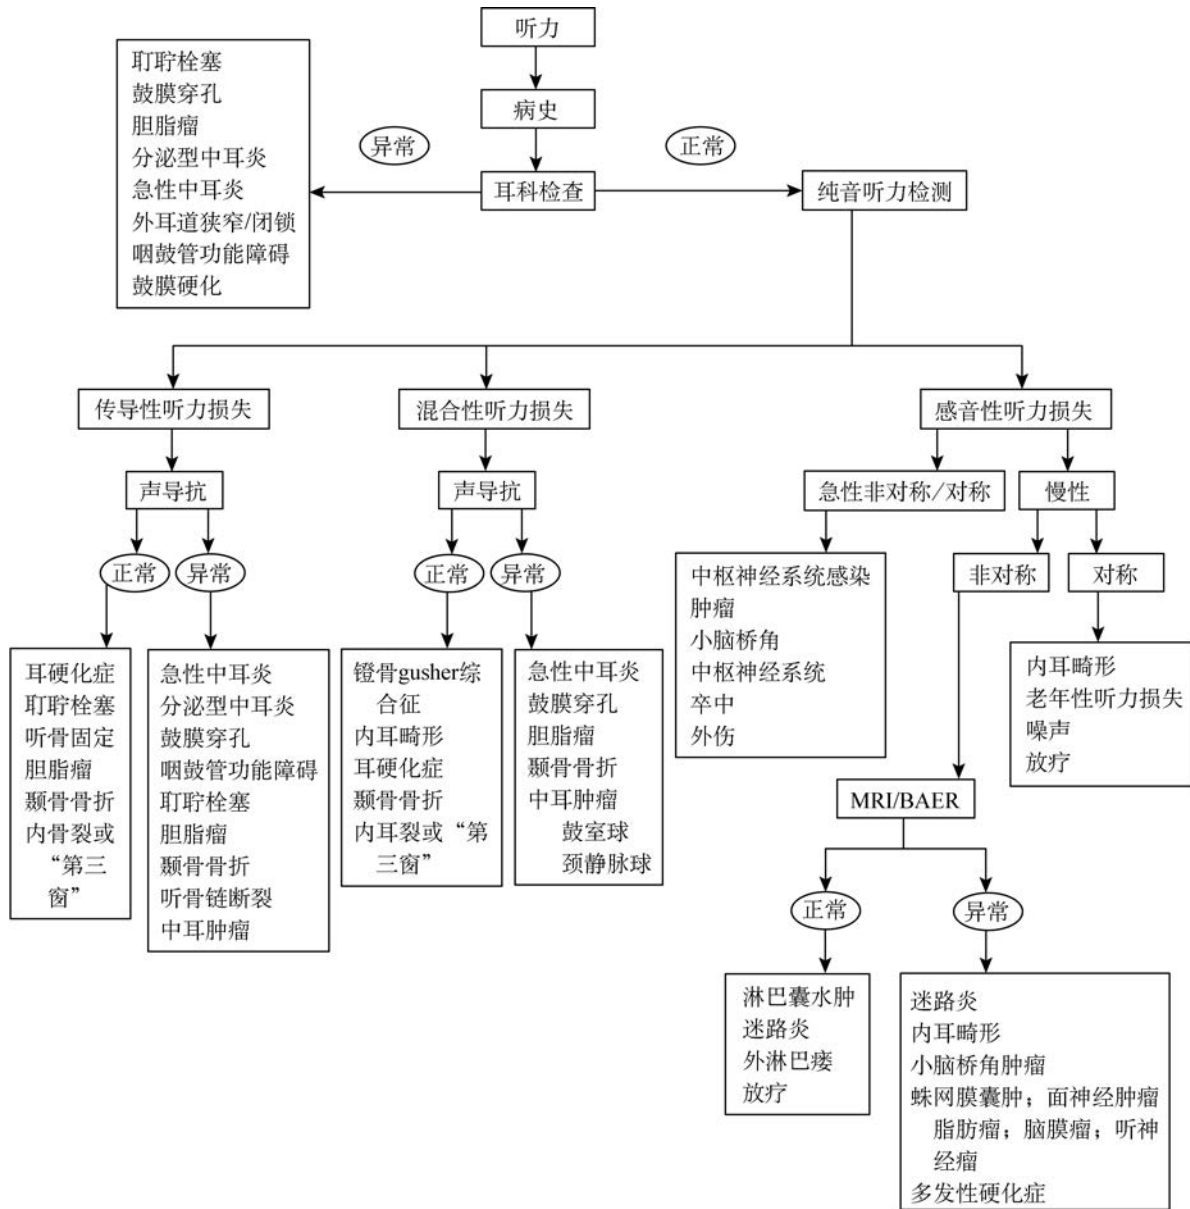 听力
病史
异常
正常
耳科检查
纯音听力检测
耵聍栓塞
鼓膜穿孔
胆脂瘤
分泌型中耳炎
急性中耳炎
外耳道狭窄/闭锁
咽鼓管功能障碍
鼓膜硬化
传导性听力损失
混合性听力损失
感音性听力损失
声导抗
声导抗
急性非对称/对称
慢性
正常
异常
正常
异常
非对称
对称
耳硬化症
耵聍栓塞
听骨固定
胆脂瘤
颞骨骨折
内骨裂或
“第三
窗”
急性中耳炎
分泌型中耳炎
鼓膜穿孔
咽鼓管功能障碍
耵聍栓塞
胆脂瘤
颞骨骨折
听骨链断裂
中耳肿瘤
镫骨gusher综
合征
内耳畸形
耳硬化症
颞骨骨折
内耳裂或“第
三窗”
急性中耳炎
鼓膜穿孔
胆脂瘤
颞骨骨折
中耳肿瘤
鼓室球
颈静脉球
中枢神经系统感染
肿瘤
小脑桥角
中枢神经系统
卒中
外伤
内耳畸形
老年性听力损失
噪声
放疗
MRI/BAER
正常
异常
淋巴囊水肿
迷路炎
外淋巴瘘
放疗
迷路炎
内耳畸形
小脑桥角肿瘤
蛛网膜囊肿；面神经肿瘤
脂肪瘤；脑膜瘤；听神
经瘤
多发性硬化症